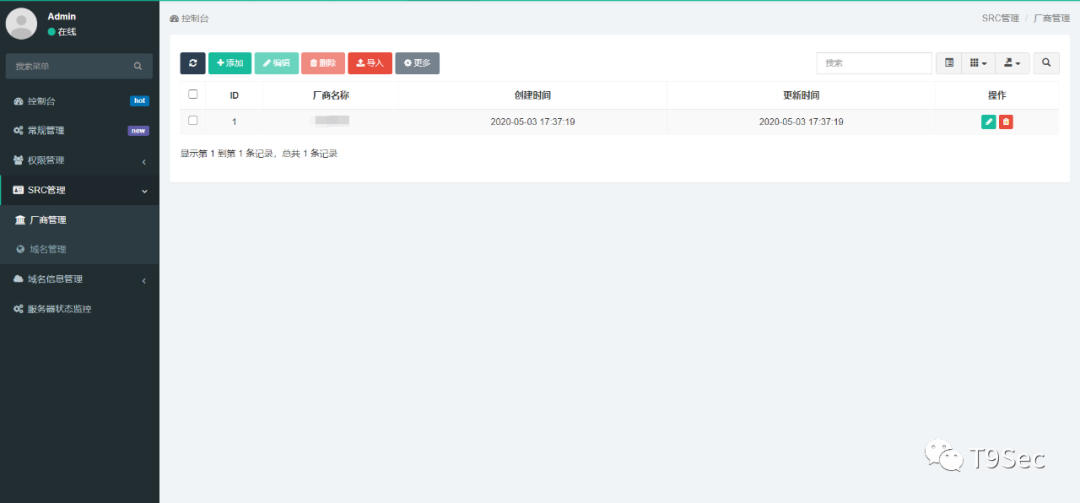 Admin
在线
搜索菜单
控制台 hot
常规管理 new
权限管理
SRC管理
厂商管理
域名管理
域名信息管理
服务器状态监控
控制台
SRC管理 / 厂商管理
添加 编辑 删除 导入 更多
搜索
ID 厂商名称 创建时间 更新时间 操作
1 2020-05-03 17:37:19 2020-05-03 17:37:19
显示第 1 到第 1 条记录，总共 1 条记录
T9Sec